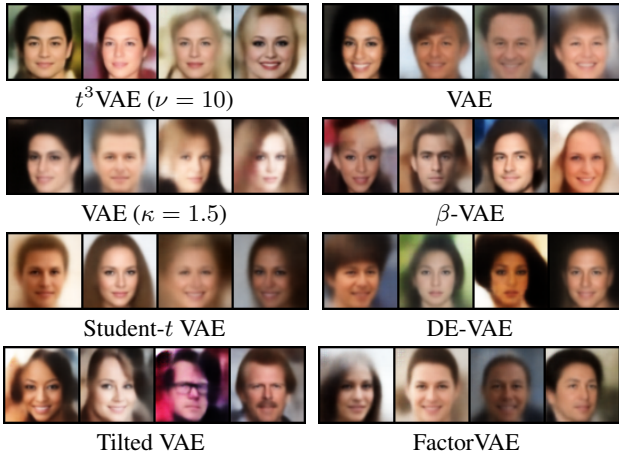 t³VAE (ν = 10)
VAE
VAE (κ = 1.5)
β-VAE
Student-t VAE
DE-VAE
Tilted VAE
FactorVAE